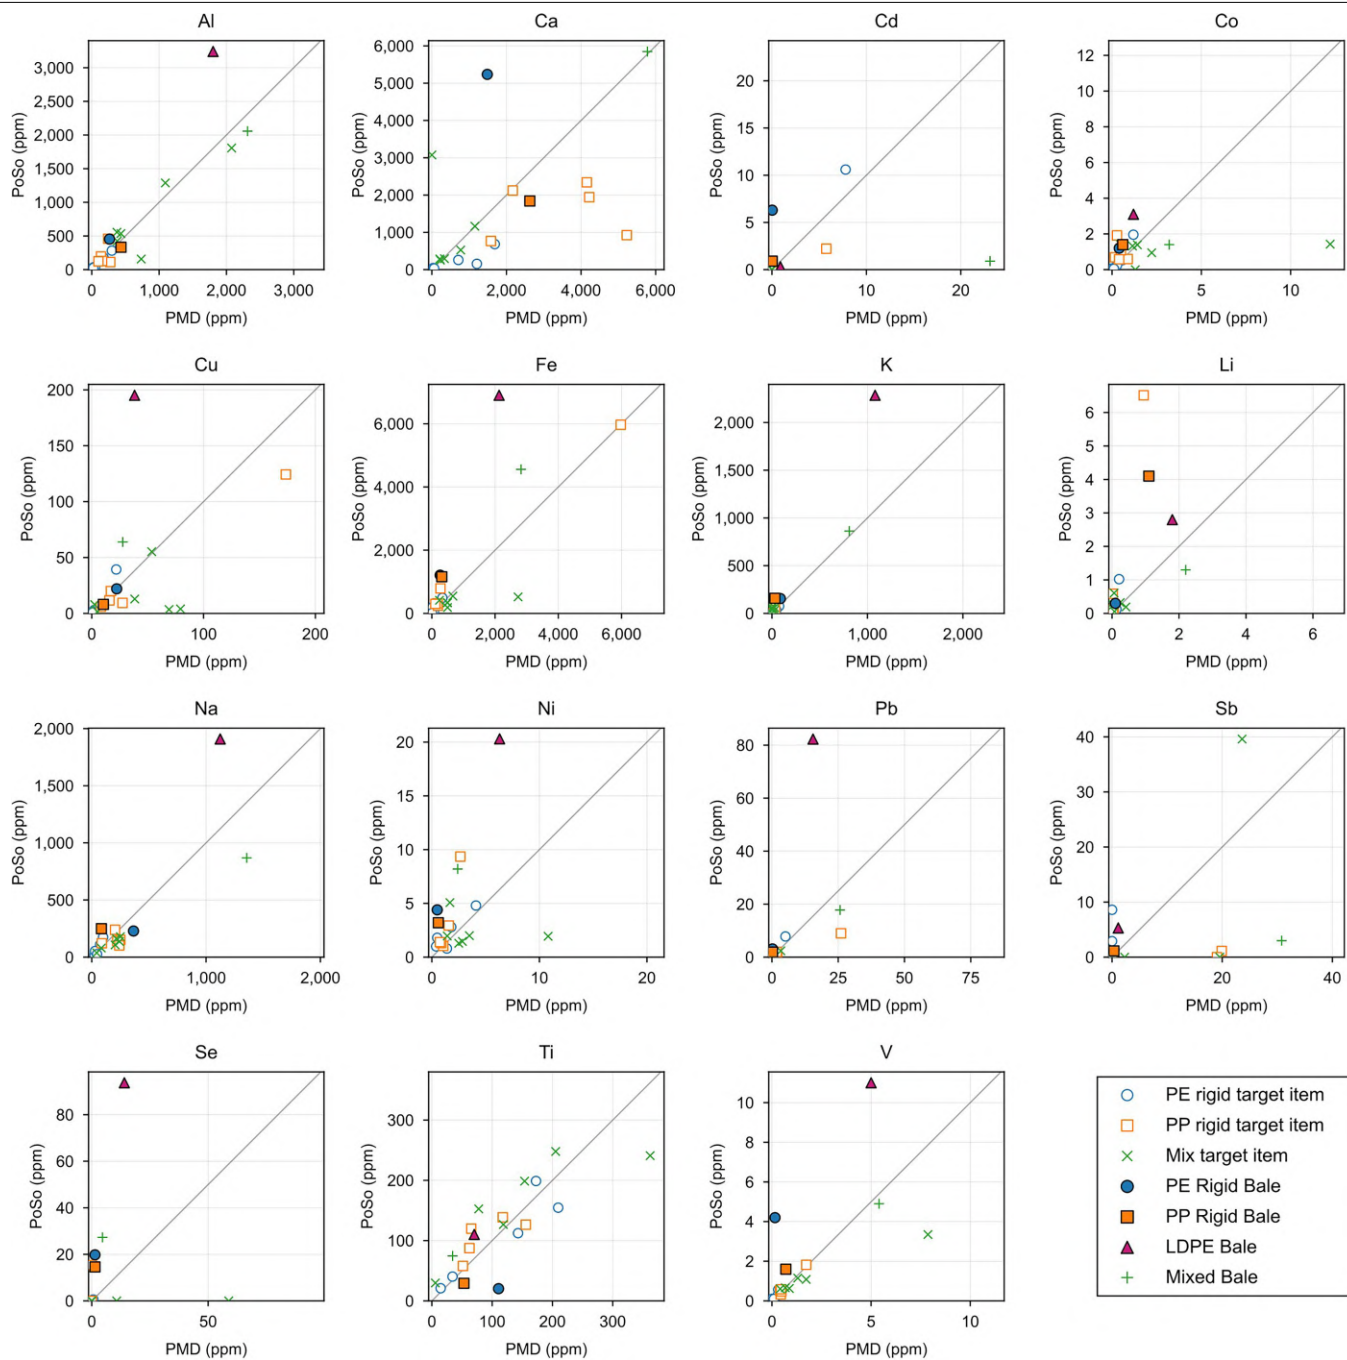 Al
Ca
Cd
Co
PoSo (ppm)
3,000
2,500
2,000
1,500
1,000
500
0
0 1,000 2,000 3,000
PMD (ppm)
PoSo (ppm)
6,000
5,000
4,000
3,000
2,000
1,000
0
0 2,000 4,000 6,000
PMD (ppm)
PoSo (ppm)
20
15
10
5
0
0 10 20
PMD (ppm)
PoSo (ppm)
12
10
8
6
4
2
0
0 5 10
PMD (ppm)
Cu
Fe
K
Li
PoSo (ppm)
200
150
100
50
0
0 100 200
PMD (ppm)
PoSo (ppm)
6,000
4,000
2,000
0
0 2,000 4,000 6,000
PMD (ppm)
PoSo (ppm)
2,000
1,500
1,000
500
0
0 1,000 2,000
PMD (ppm)
PoSo (ppm)
6
5
4
3
2
1
0
0 2 4 6
PMD (ppm)
Na
Ni
Pb
Sb
PoSo (ppm)
2,000
1,500
1,000
500
0
0 1,000 2,000
PMD (ppm)
PoSo (ppm)
20
15
10
5
0
0 10 20
PMD (ppm)
PoSo (ppm)
80
60
40
20
0
0 25 50 75
PMD (ppm)
PoSo (ppm)
40
30
20
10
0
0 20 40
PMD (ppm)
Se
Ti
V
PoSo (ppm)
80
60
40
20
0
0 50
PMD (ppm)
PoSo (ppm)
300
200
100
0
0 100 200 300
PMD (ppm)
PoSo (ppm)
10
8
6
4
2
0
0 5 10
PMD (ppm)
PE rigid target item
PP rigid target item
Mix target item
PE Rigid Bale
PP Rigid Bale
LDPE Bale
Mixed Bale